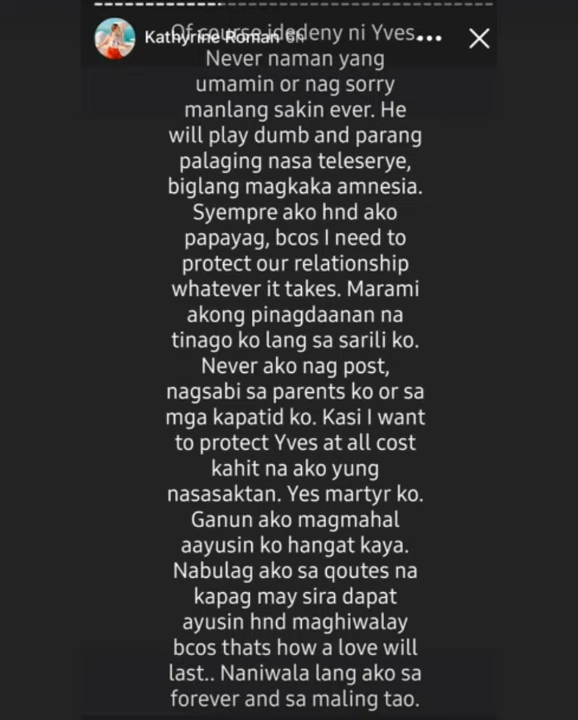 Of course idedeny ni Yves.
Kathyrine Roman 6h
Never naman yang
umamin or nag sorry
manlang sakin ever. He
will play dumb and parang
palaging nasa teleserye,
biglang magkaka amnesia.
Syempre ako hnd ako
papayag, bcos I need to
protect our relationship
whatever it takes. Marami
akong pinagdaanan na
tinago ko lang sa sarili ko.
Never ako nag post,
nagsabi sa parents ko or sa
mga kapatid ko. Kasi I want
to protect Yves at all cost
kahit na ako yung
nasasaktan. Yes martyr ko.
Ganun ako magmahal
aayusin ko hangat kaya.
Nabulag ako sa qoutes na
kapag may sira dapat
ayusin hnd maghiwalay
bcos thats how a love will
last.. Naniwala lang ako sa
forever and sa maling tao.